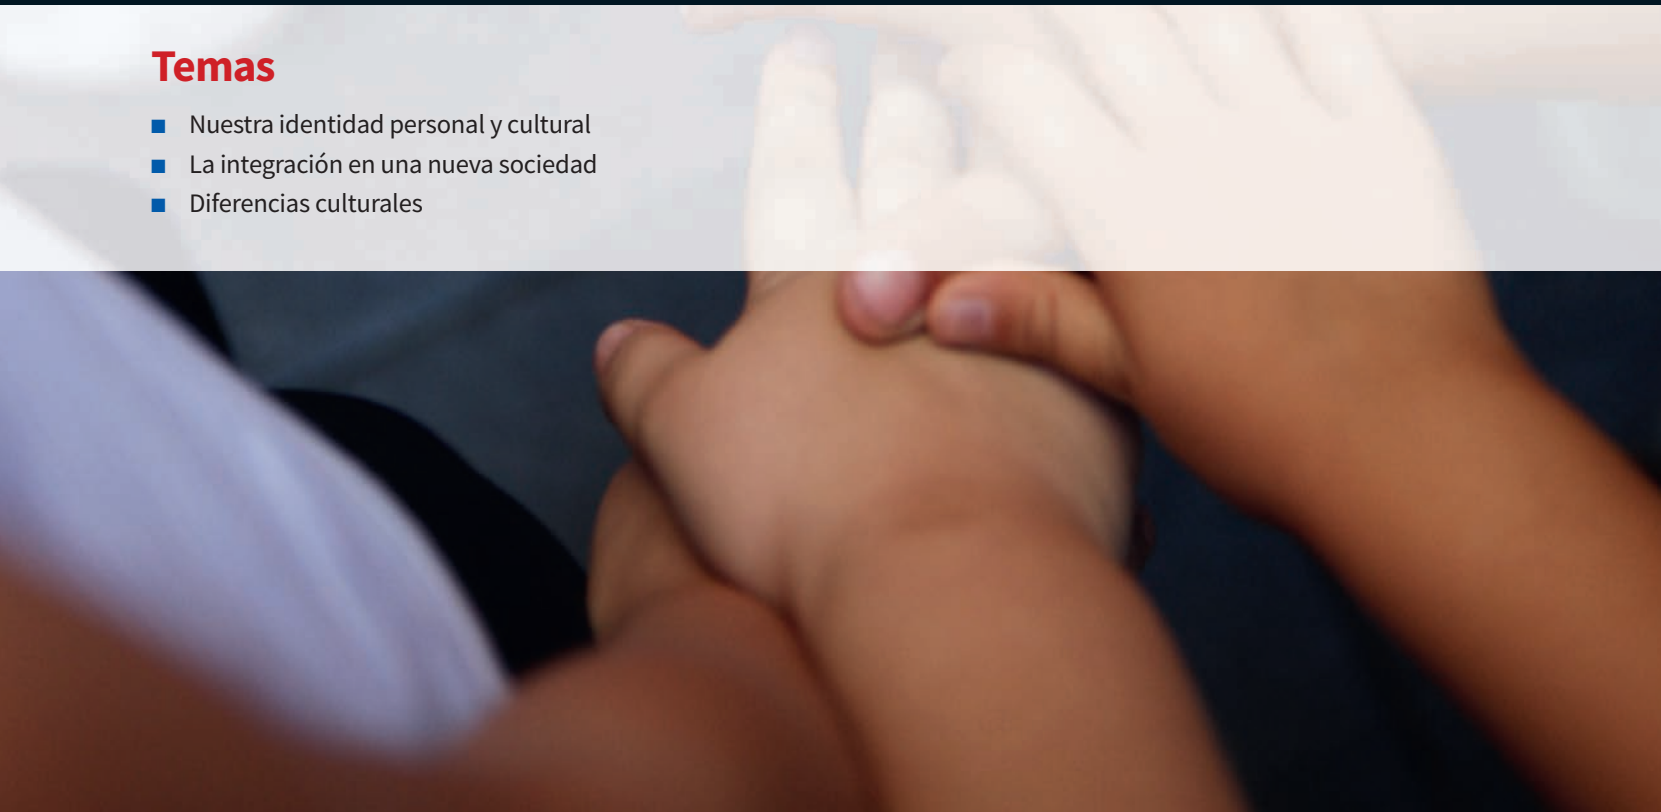 Temas
Nuestra identidad personal y cultural
La integración en una nueva sociedad
Diferencias culturales